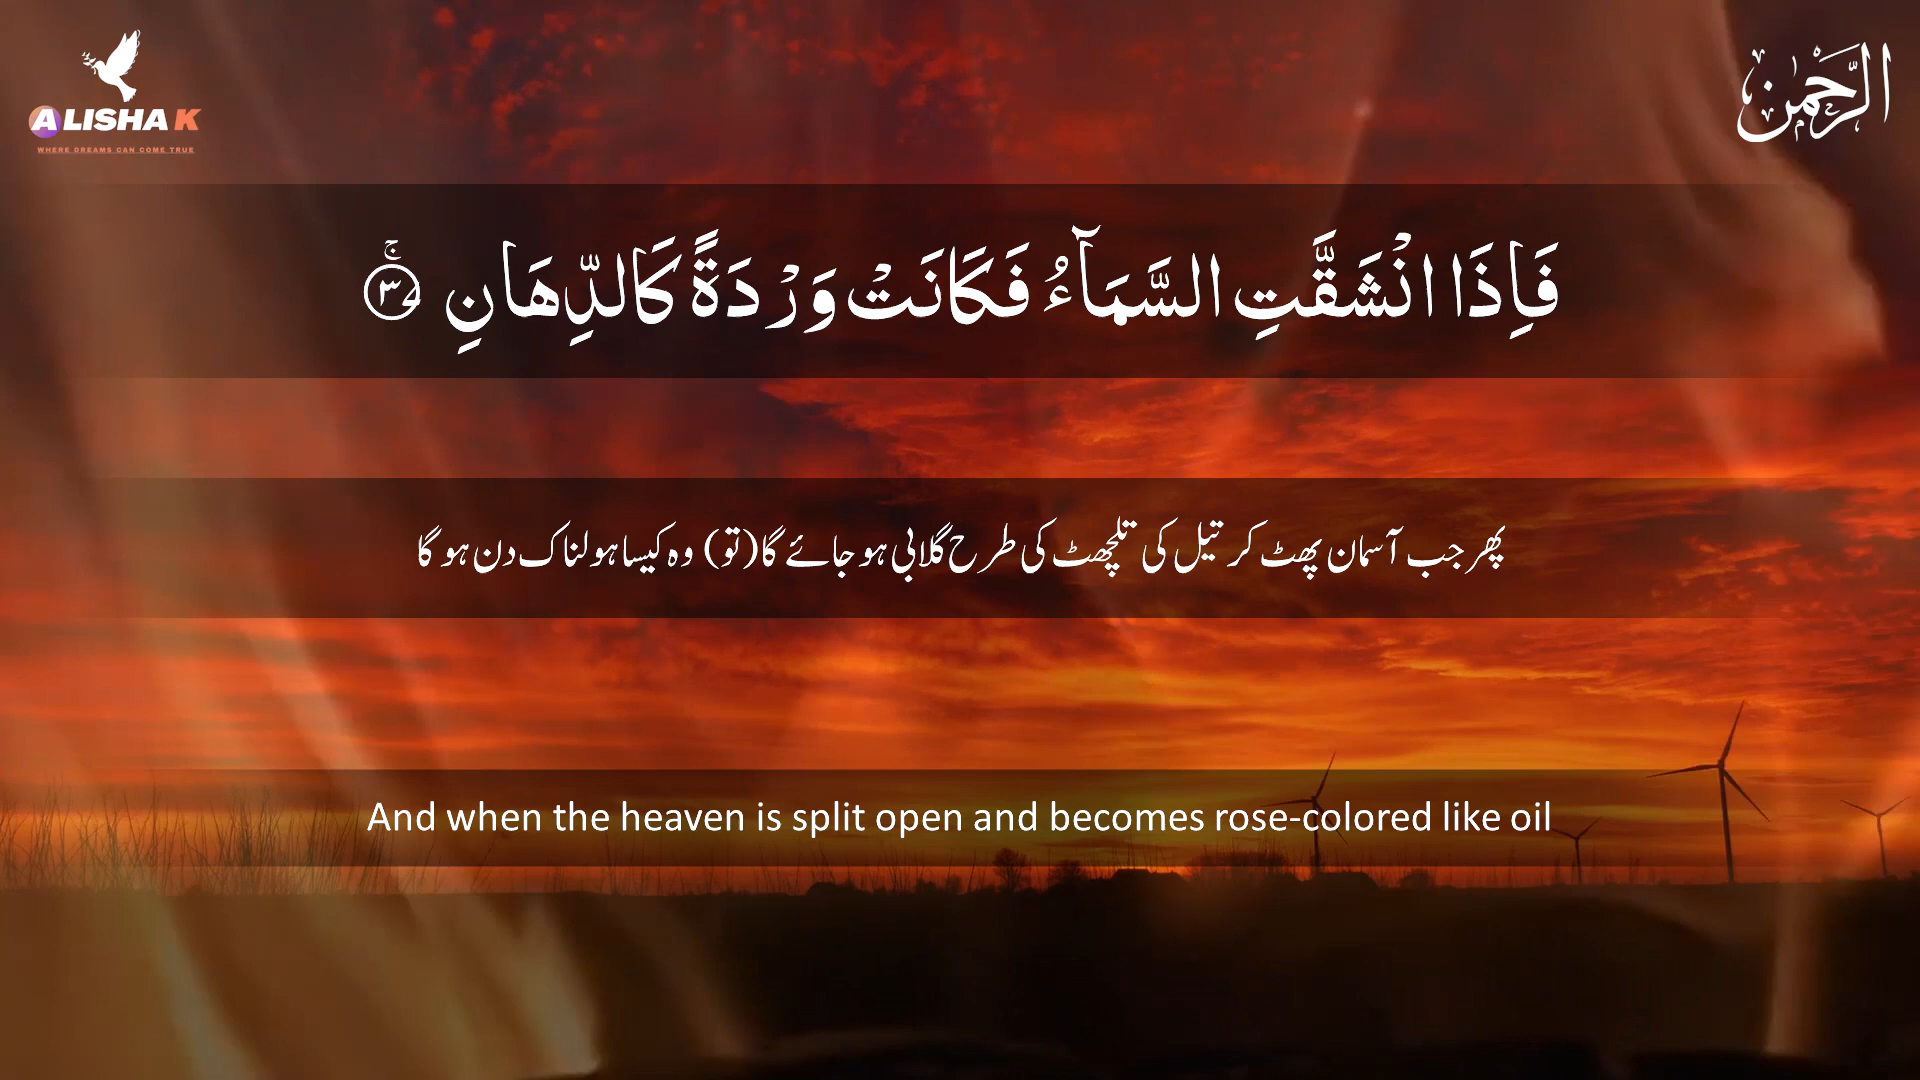 ALISHA K
WHERE DREAMS CAN COME TRUE
الرَّحْمٰن
فَاِذَا انْشَقَّتِ السَّمَآءُ فَكَانَتْ وَرْدَةً كَالدِّهَانِ ۚ ۳۷
پھر جب آسمان پھٹ کر تیل کی تلچھٹ کی طرح گلابی ہو جائے گا (تو) وہ کیسا ہولناک دن ہو گا
And when the heaven is split open and becomes rose-colored like oil